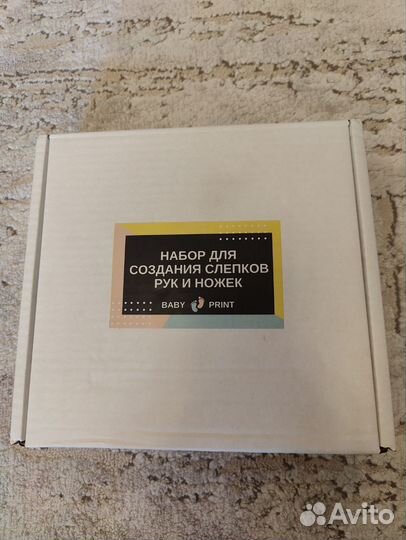 НАБОР ДЛЯ
СОЗДАНИЯ СЛЕПКОВ
РУК И НОЖЕК
BABY PRINT
Avito